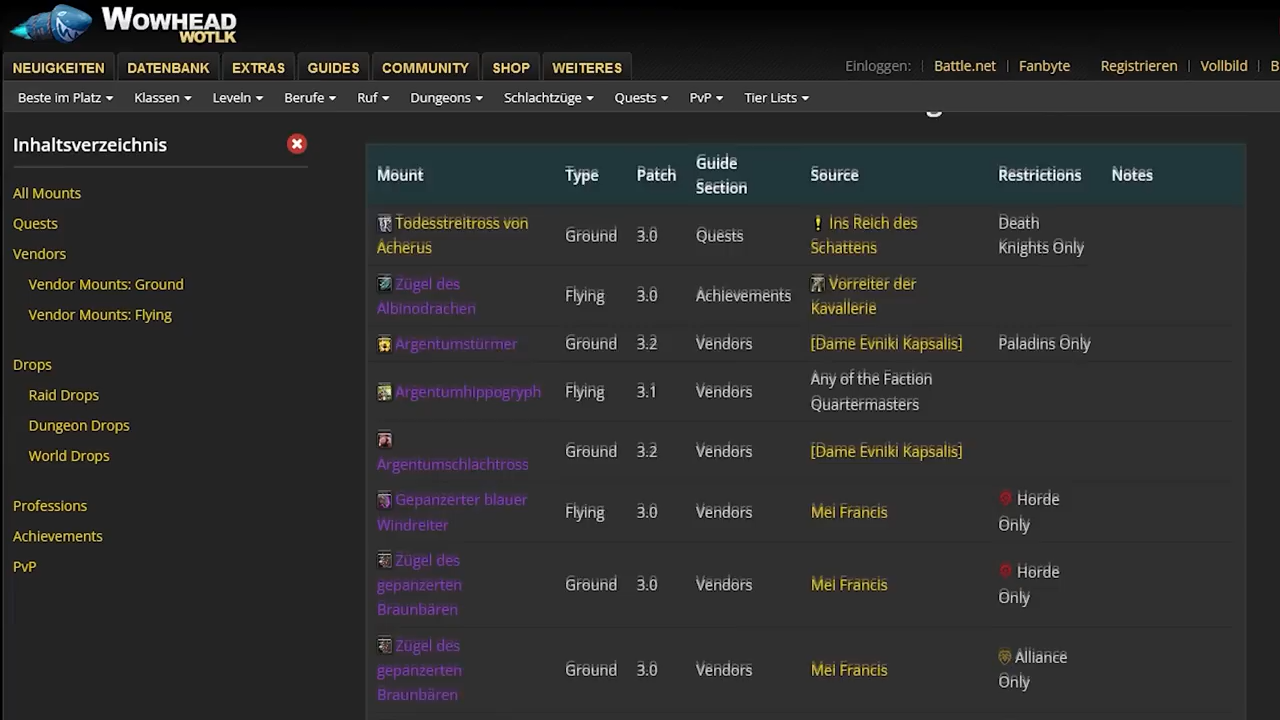 WOWHEAD
WOTLK
NEUIGKEITEN DATENBANK EXTRAS GUIDES COMMUNITY SHOP WEITERES Einloggen: Battle.net Fanbyte Registrieren Vollbild B
Beste im Platz Klassen Leveln Berufe Ruf Dungeons Schlachtzüge Quests PvP Tier Lists
Inhaltsverzeichnis
All Mounts
Quests
Vendors
Vendor Mounts: Ground
Vendor Mounts: Flying
Drops
Raid Drops
Dungeon Drops
World Drops
Professions
Achievements
PvP
Mount Type Patch Guide Section Source Restrictions Notes
Todesstreitross von
Acherus
Ground 3.0 Quests
Ins Reich des
Schattens
Death
Knights Only
Zügel des
Albinodrachen
Flying 3.0 Achievements
Vorreiter der
Kavallerie
Argentumstürmer Ground 3.2 Vendors [Dame Evniki Kapsalis] Paladins Only
Argentumhippogryph Flying 3.1 Vendors
Any of the Faction
Quartermasters
Argentumschlachtross Ground 3.2 Vendors [Dame Evniki Kapsalis]
Gepanzerter blauer
Windreiter
Flying 3.0 Vendors Mei Francis
Horde
Only
Zügel des
gepanzerten
Braunbären
Ground 3.0 Vendors Mei Francis
Horde
Only
Zügel des
gepanzerten
Braunbären
Ground 3.0 Vendors Mei Francis
Alliance
Only